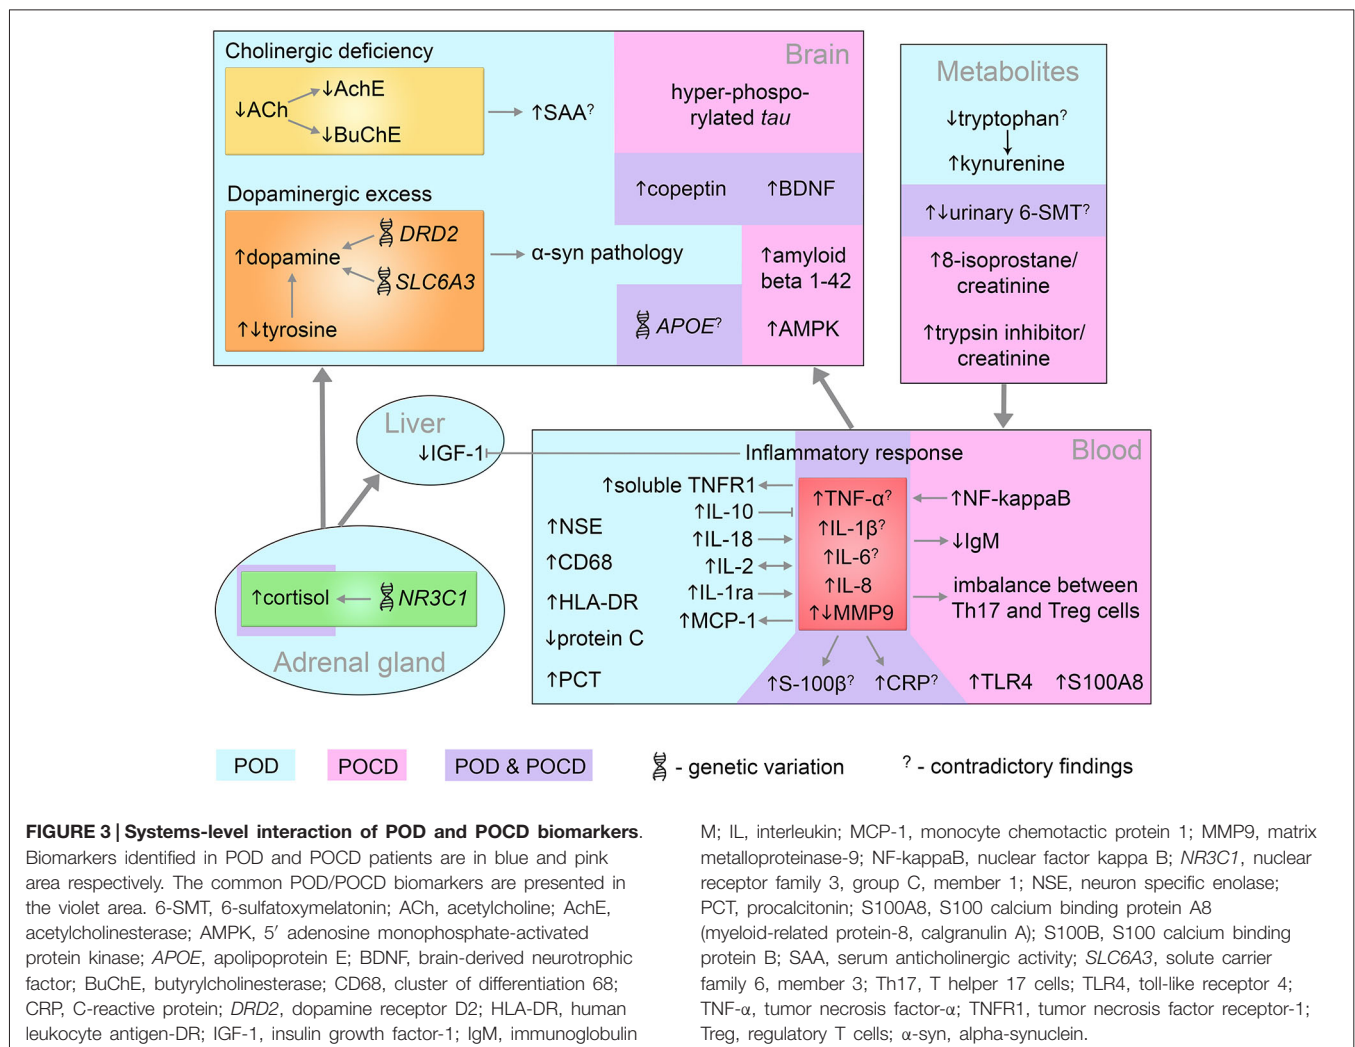 Brain
Cholinergic deficiency
↓ACh
↓AchE
↓BuChE
↑SAA?
hyper-phospo-
rylated tau
↑copeptin
↑BDNF
Dopaminergic excess
↑dopamine
DRD2
SLC6A3
↑↓tyrosine
α-syn pathology
↑amyloid
beta 1-42
APOE?
↑AMPK
Metabolites
↓tryptophan?
↑kynurenine
↑↓urinary 6-SMT?
↑8-isoprostane/
creatinine
↑trypsin inhibitor/
creatinine
Liver
↓IGF-1
↑cortisol
NR3C1
Adrenal gland
Blood
Inflammatory response
↑soluble TNFR1
↑IL-10
↑NSE
↑IL-18
↑CD68
↑IL-2
↑IL-1ra
↑HLA-DR
↑MCP-1
↓protein C
↑PCT
↑TNF-α?
↑IL-1β?
↑IL-6?
↑IL-8
↑↓MMP9
↑S-100β?
↑CRP?
↑NF-kappaB
↓IgM
imbalance between
Th17 and Treg cells
↑TLR4
↑S100A8
POD
POCD
POD & POCD
- genetic variation
? - contradictory findings
FIGURE 3 | Systems-level interaction of POD and POCD biomarkers.
Biomarkers identified in POD and POCD patients are in blue and pink
area respectively. The common POD/POCD biomarkers are presented in
the violet area. 6-SMT, 6-sulfatoxymelatonin; ACh, acetylcholine; AchE,
acetylcholinesterase; AMPK, 5′ adenosine monophosphate-activated
protein kinase; APOE, apolipoprotein E; BDNF, brain-derived neurotrophic
factor; BuChE, butyrylcholinesterase; CD68, cluster of differentiation 68;
CRP, C-reactive protein; DRD2, dopamine receptor D2; HLA-DR, human
leukocyte antigen-DR; IGF-1, insulin growth factor-1; IgM, immunoglobulin
M; IL, interleukin; MCP-1, monocyte chemotactic protein 1; MMP9, matrix
metalloproteinase-9; NF-kappaB, nuclear factor kappa B; NR3C1, nuclear
receptor family 3, group C, member 1; NSE, neuron specific enolase;
PCT, procalcitonin; S100A8, S100 calcium binding protein A8
(myeloid-related protein-8, calgranulin A); S100B, S100 calcium binding
protein B; SAA, serum anticholinergic activity; SLC6A3, solute carrier
family 6, member 3; Th17, T helper 17 cells; TLR4, toll-like receptor 4;
TNF-α, tumor necrosis factor-α; TNFR1, tumor necrosis factor receptor-1;
Treg, regulatory T cells; α-syn, alpha-synuclein.